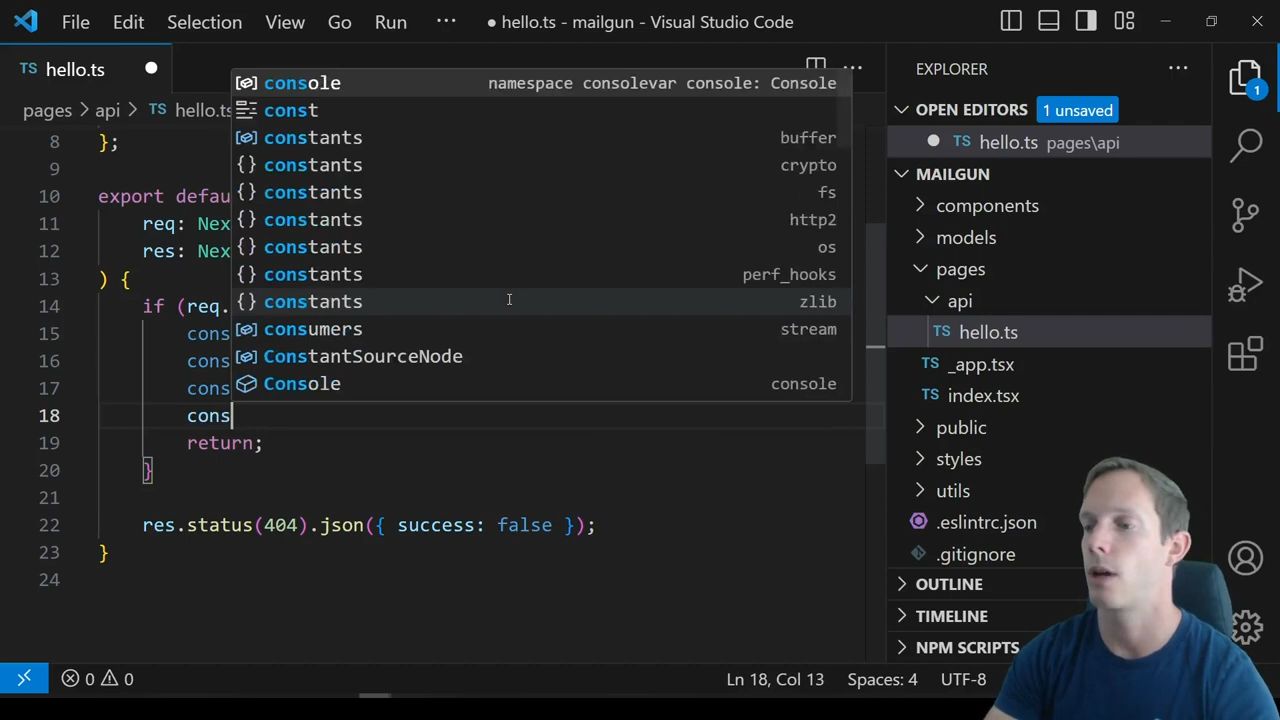 File Edit Selection View Go Run ··· ● hello.ts - mailgun - Visual Studio Code
TS hello.ts
pages > api > TS hello.ts
console namespace consolevar console: Console
const
constants buffer
constants crypto
constants fs
constants http2
constants os
constants perf_hooks
constants zlib
consumers stream
ConstantSourceNode
Console console
8 };
9
10 export defau
11 req: Nex
12 res: Nex
13 ) {
14 if (req.
15 cons
16 cons
17 cons
18 cons
19 return;
20 }
21
22 res.status(404).json({ success: false });
23 }
24
EXPLORER
OPEN EDITORS 1 unsaved
TS hello.ts pages\api
MAILGUN
components
models
pages
api
TS hello.ts
TS _app.tsx
TS index.tsx
public
styles
utils
.eslintrc.json
.gitignore
OUTLINE
TIMELINE
NPM SCRIPTS
1
0 0 Ln 18, Col 13 Spaces: 4 UTF-8